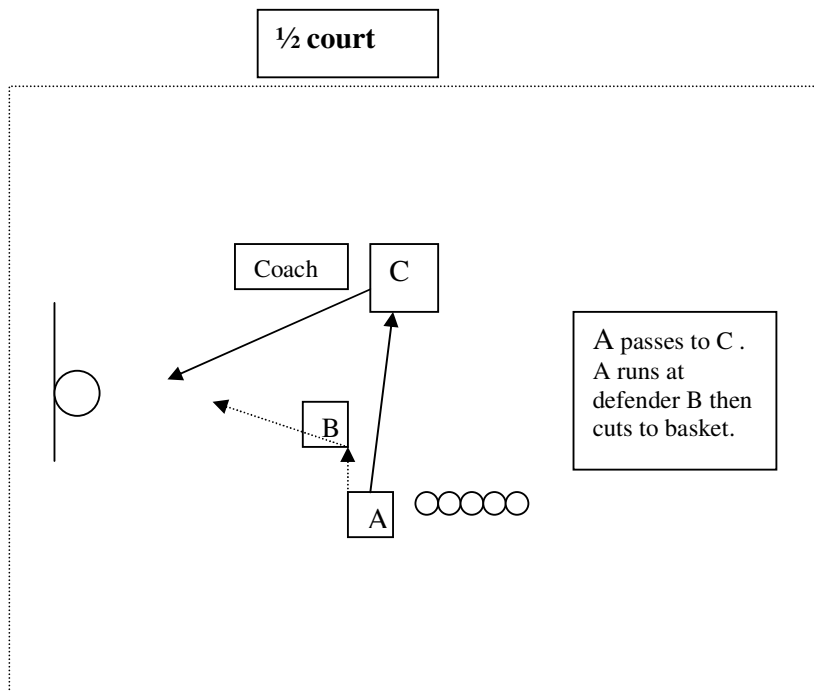 ½ court
Coach
C
A passes to C .
A runs at
defender B then
cuts to basket.
B
A